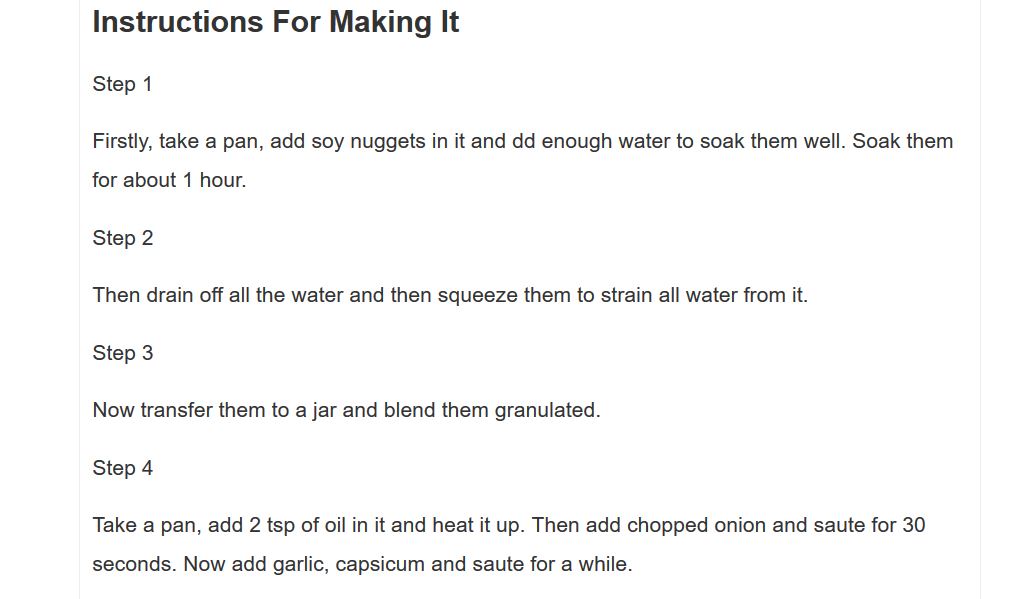 Instructions For Making It
Step 1
Firstly, take a pan, add soy nuggets in it and dd enough water to soak them well. Soak them
for about 1 hour.
Step 2
Then drain off all the water and then squeeze them to strain all water from it.
Step 3
Now transfer them to a jar and blend them granulated.
Step 4
Take a pan, add 2 tsp of oil in it and heat it up. Then add chopped onion and saute for 30
seconds. Now add garlic, capsicum and saute for a while.